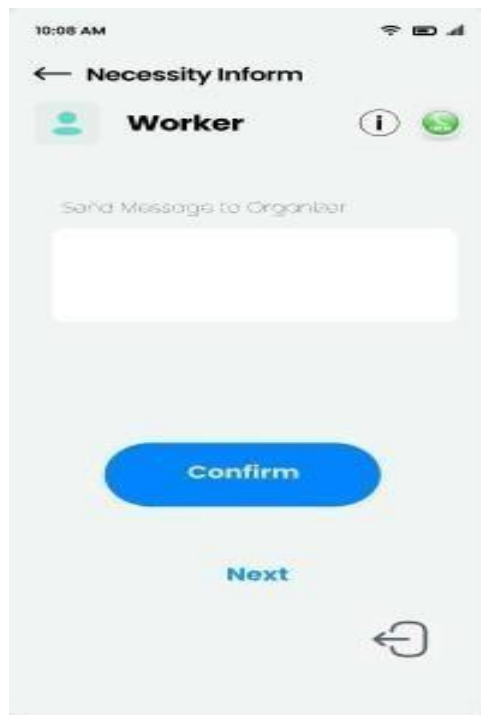 10:08 AM
Necessity Inform
Worker
i
Send Message to Organizer
Confirm
Next